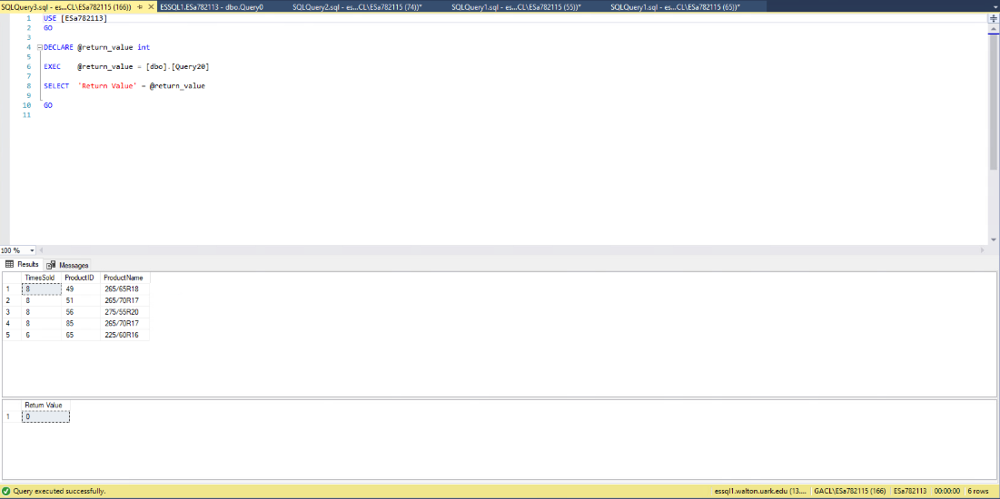 SQLQuery3.sql - es...CL\ESa782115 (166)) ESSQL1.ESa782113 - dbo.Query0 SQLQuery2.sql - es...CL\ESa782115 (74))* SQLQuery1.sql - es...CL\ESa782115 (55))* SQLQuery1.sql - es...CL\ESa782115 (65))*
1 USE [ESa782113]
2 GO
3
4 DECLARE @return_value int
5
6 EXEC @return_value = [dbo].[Query20]
7
8 SELECT 'Return Value' = @return_value
9
10 GO
11
100 %
Results Messages
TimesSold ProductID ProductName
1 8 49 265/65R18
2 8 51 265/70R17
3 8 56 275/55R20
4 8 85 265/70R17
5 6 65 225/60R16
Return Value
1 0
Query executed successfully. essql1.walton.uark.edu (13.... GACL\ESa782115 (166) ESa782113 00:00:00 6 rows